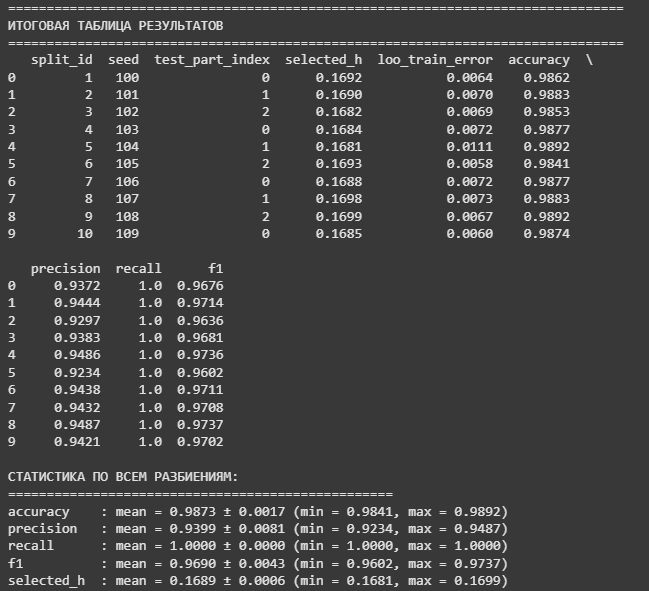 ================================================================================
ИТОГОВАЯ ТАБЛИЦА РЕЗУЛЬТАТОВ
================================================================================
   split_id  seed  test_part_index  selected_h  loo_train_error  accuracy  \
0         1   100                0      0.1692           0.0064    0.9862
1         2   101                1      0.1690           0.0070    0.9883
2         3   102                2      0.1682           0.0069    0.9853
3         4   103                0      0.1684           0.0072    0.9877
4         5   104                1      0.1681           0.0111    0.9892
5         6   105                2      0.1693           0.0058    0.9841
6         7   106                0      0.1688           0.0072    0.9877
7         8   107                1      0.1698           0.0073    0.9883
8         9   108                2      0.1699           0.0067    0.9892
9        10   109                0      0.1685           0.0060    0.9874
   precision  recall      f1
0     0.9372     1.0  0.9676
1     0.9444     1.0  0.9714
2     0.9297     1.0  0.9636
3     0.9383     1.0  0.9681
4     0.9486     1.0  0.9736
5     0.9234     1.0  0.9602
6     0.9438     1.0  0.9711
7     0.9432     1.0  0.9708
8     0.9487     1.0  0.9737
9     0.9421     1.0  0.9702
СТАТИСТИКА ПО ВСЕМ РАЗБИЕНИЯМ:
==================================================
accuracy    : mean = 0.9873 ± 0.0017 (min = 0.9841, max = 0.9892)
precision   : mean = 0.9399 ± 0.0081 (min = 0.9234, max = 0.9487)
recall      : mean = 1.0000 ± 0.0000 (min = 1.0000, max = 1.0000)
f1          : mean = 0.9690 ± 0.0043 (min = 0.9602, max = 0.9737)
selected_h  : mean = 0.1689 ± 0.0006 (min = 0.1681, max = 0.1699)